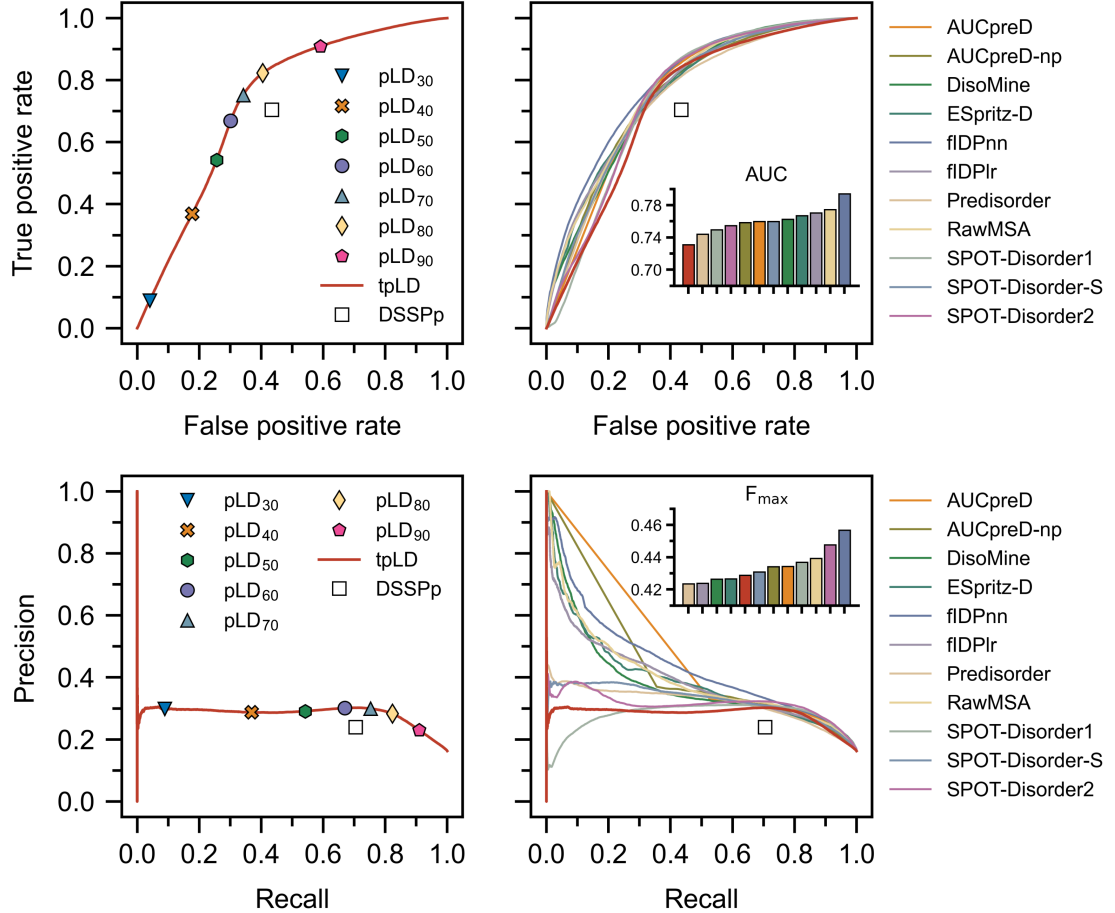 True positive rate
1.0
0.8
0.6
0.4
0.2
0.0
pLD30
pLD40
pLD50
pLD60
pLD70
pLD80
pLD90
tpLD
DSSPp
0.0 0.2 0.4 0.6 0.8 1.0
False positive rate
AUC
0.78
0.74
0.70
0.0 0.2 0.4 0.6 0.8 1.0
False positive rate
AUCpreD
AUCpreD-np
DisoMine
ESpritz-D
flDPnn
flDPlr
Predisorder
RawMSA
SPOT-Disorder1
SPOT-Disorder-S
SPOT-Disorder2
Precision
1.0
0.8
0.6
0.4
0.2
0.0
pLD30
pLD40
pLD50
pLD60
pLD70
pLD80
pLD90
tpLD
DSSPp
0.0 0.2 0.4 0.6 0.8 1.0
Recall
Fmax
0.46
0.44
0.42
0.0 0.2 0.4 0.6 0.8 1.0
Recall
AUCpreD
AUCpreD-np
DisoMine
ESpritz-D
flDPnn
flDPlr
Predisorder
RawMSA
SPOT-Disorder1
SPOT-Disorder-S
SPOT-Disorder2